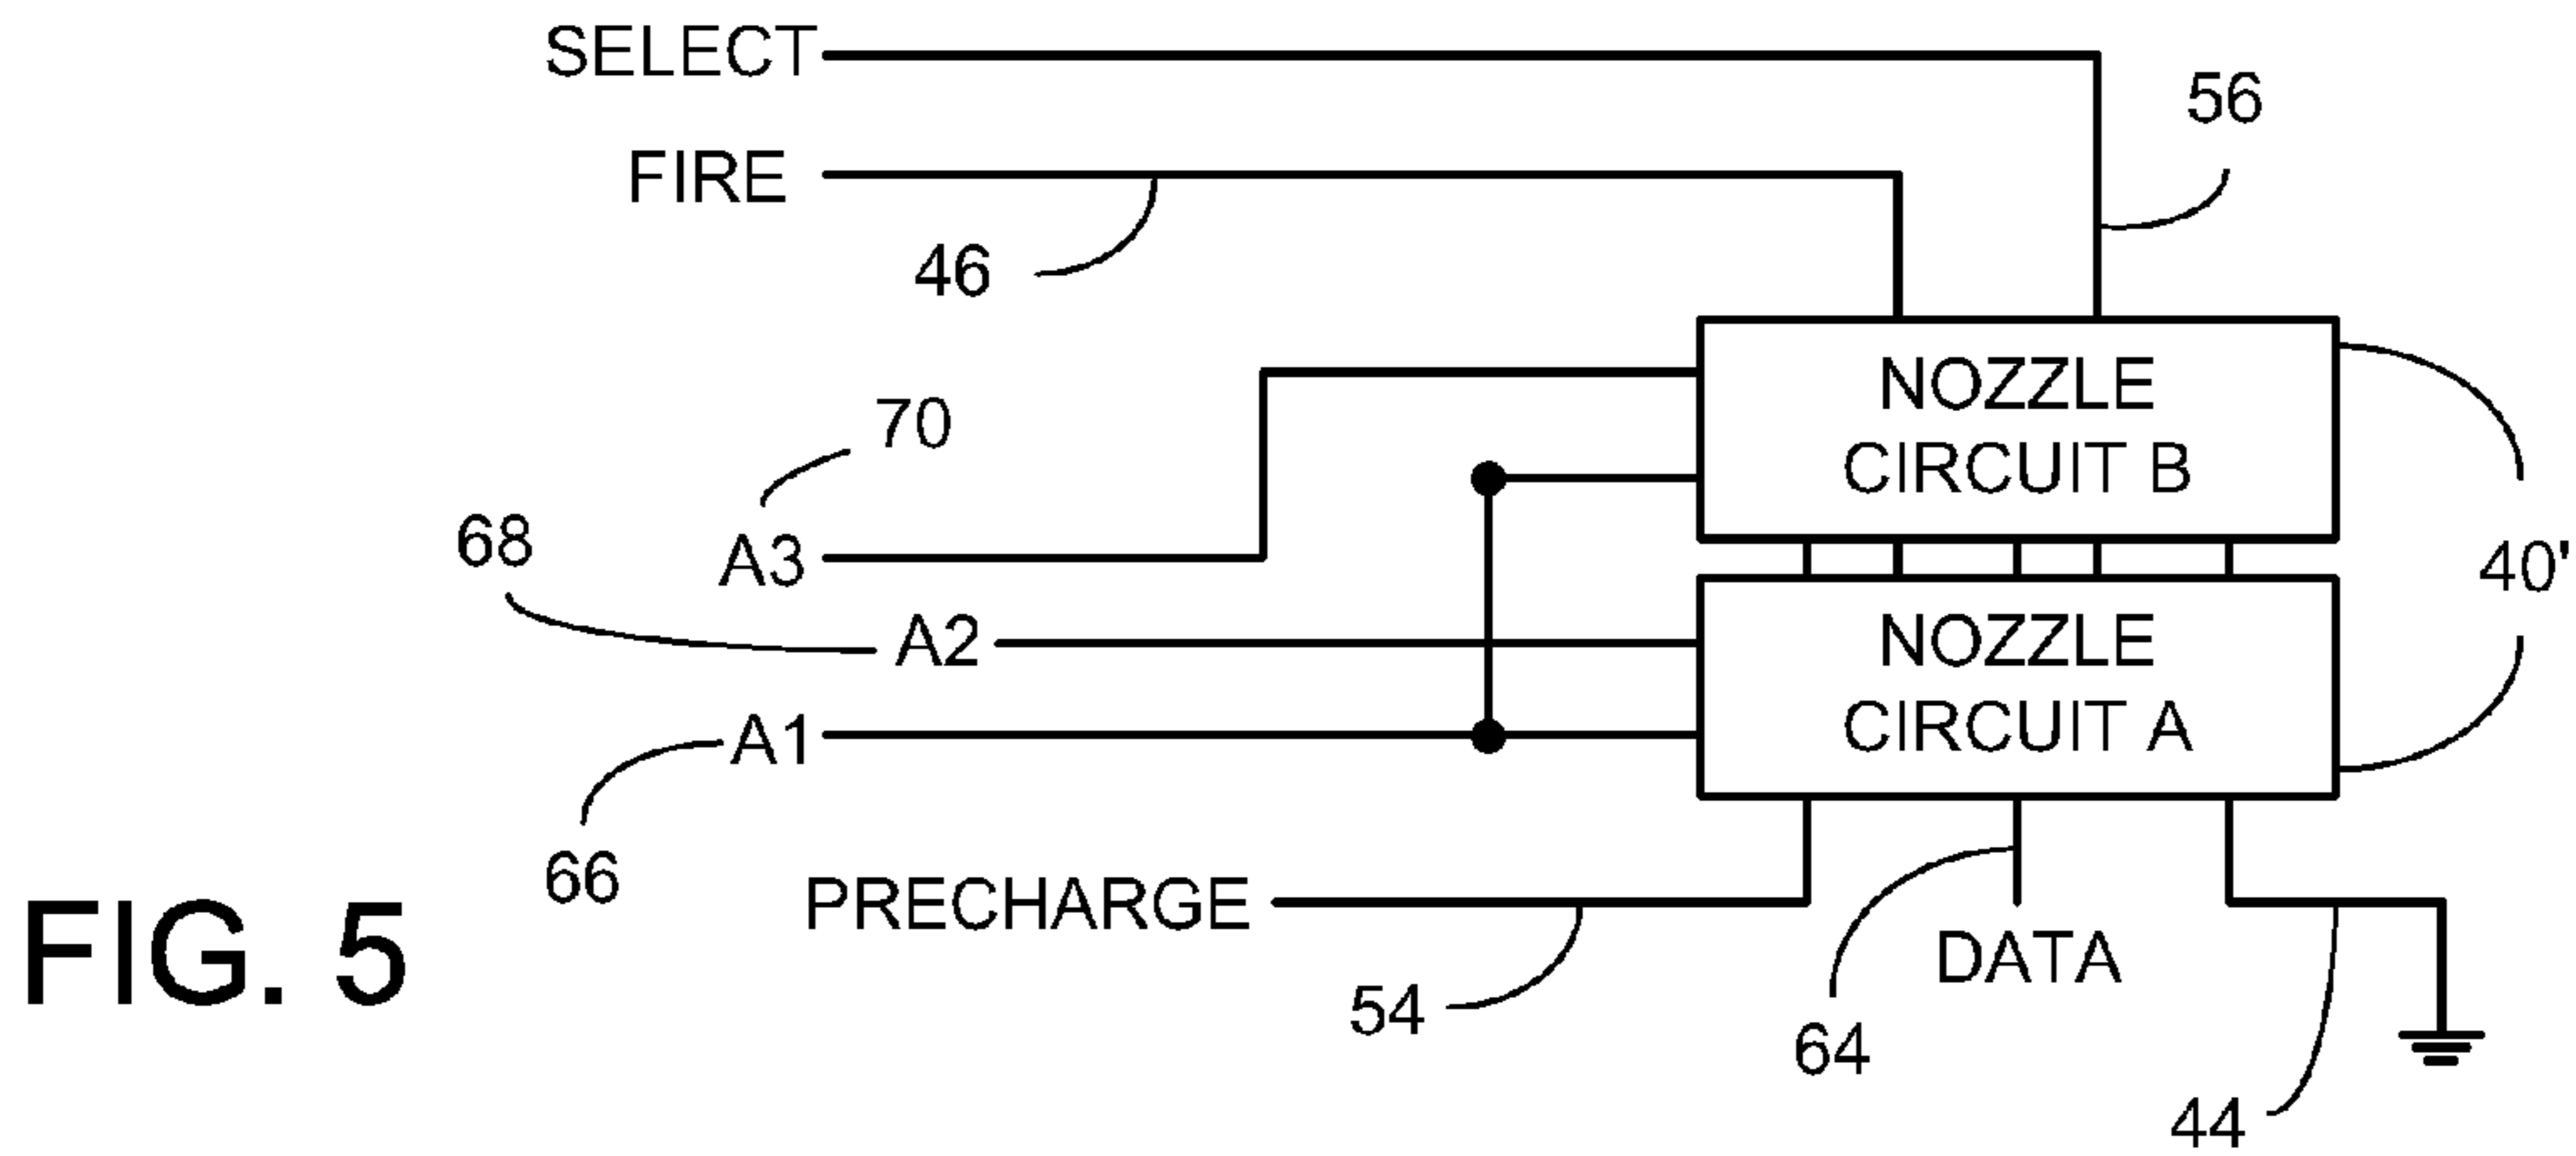 SELECT
56
FIRE
46
NOZZLE
CIRCUIT B
70
68
A3
40'
A2
NOZZLE
CIRCUIT A
A1
66
PRECHARGE
DATA
54
64
44
FIG. 5